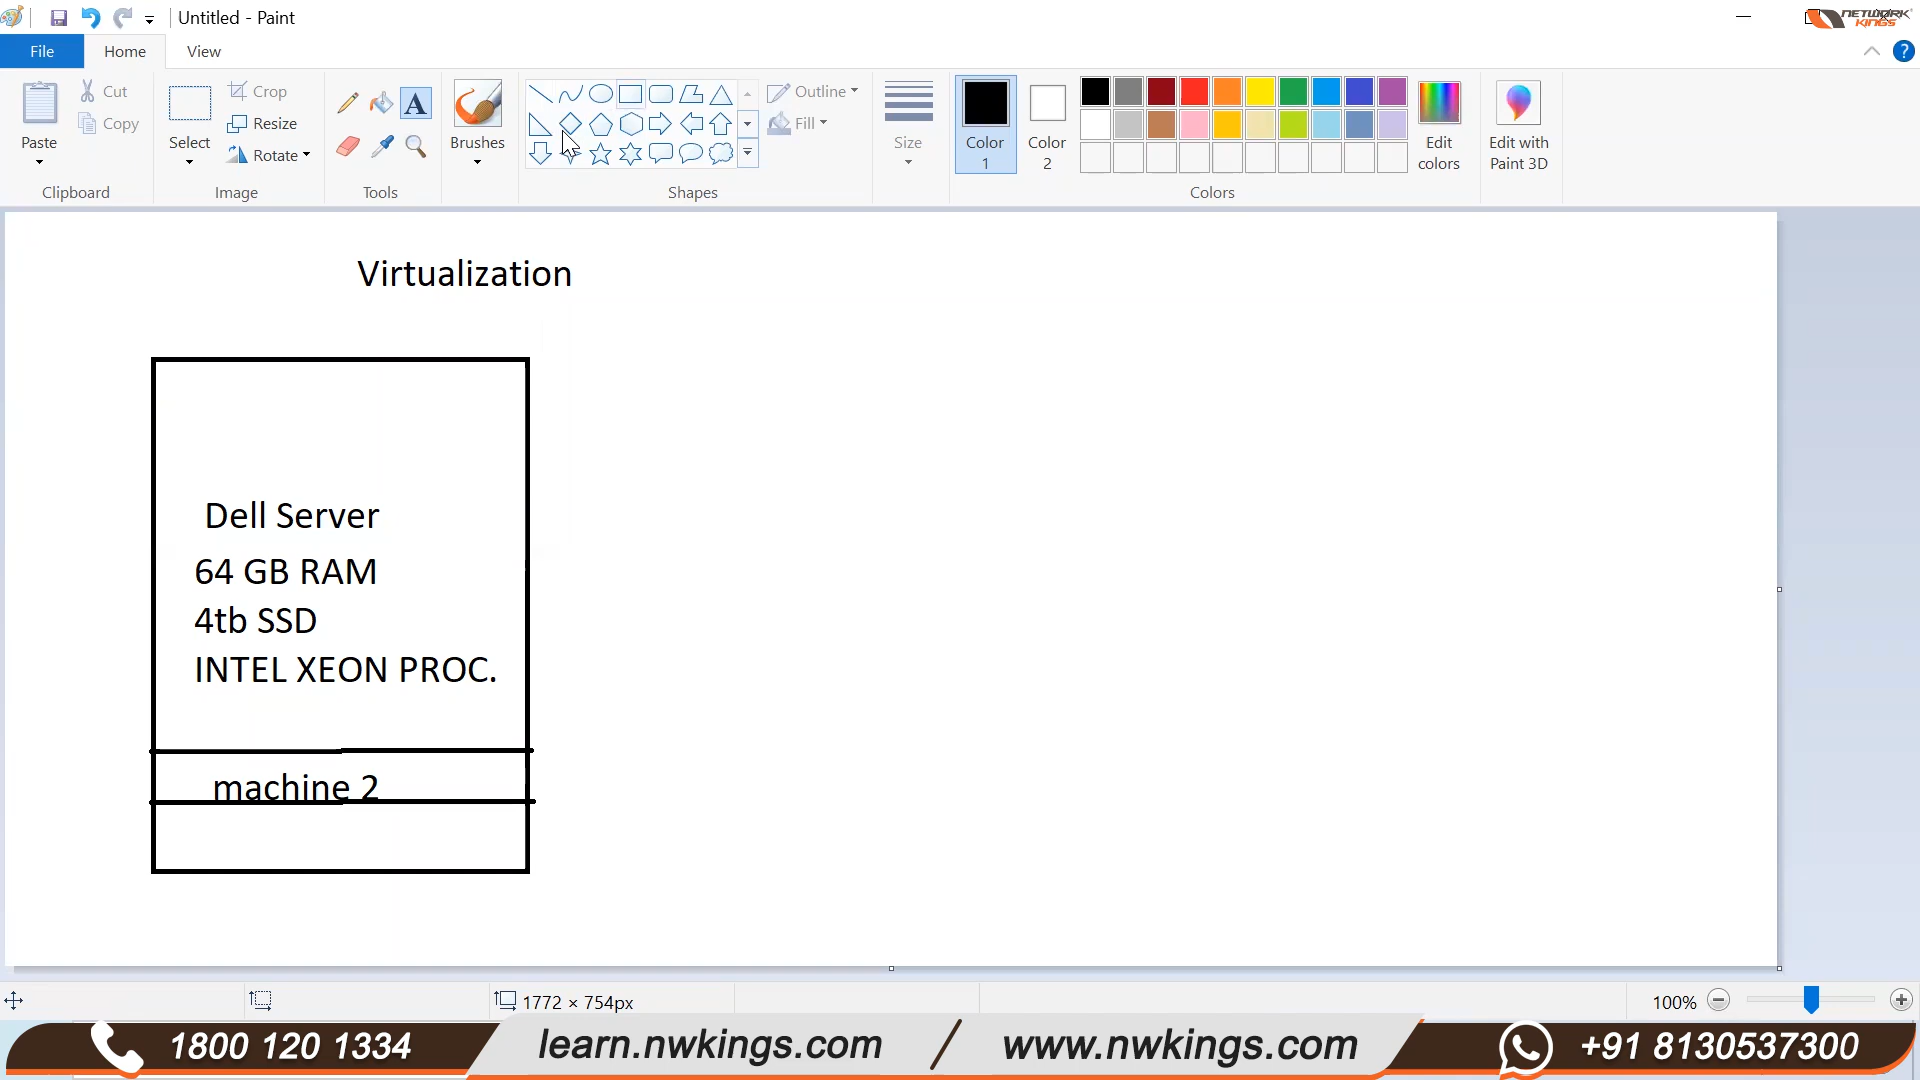 Untitled - Paint
NETWORK KINGS
File
Home
View
Paste
Cut
Copy
Clipboard
Select
Crop
Resize
Rotate
Image
A
Tools
Brushes
Shapes
Outline
Fill
Size
Color 1
Color 2
Colors
Edit colors
Edit with Paint 3D
?
Virtualization
Dell Server
64 GB RAM
4tb SSD
INTEL XEON PROC.
machine 2
1772 × 754px
100%
1800 120 1334
learn.nwkings.com / www.nwkings.com
+91 8130537300